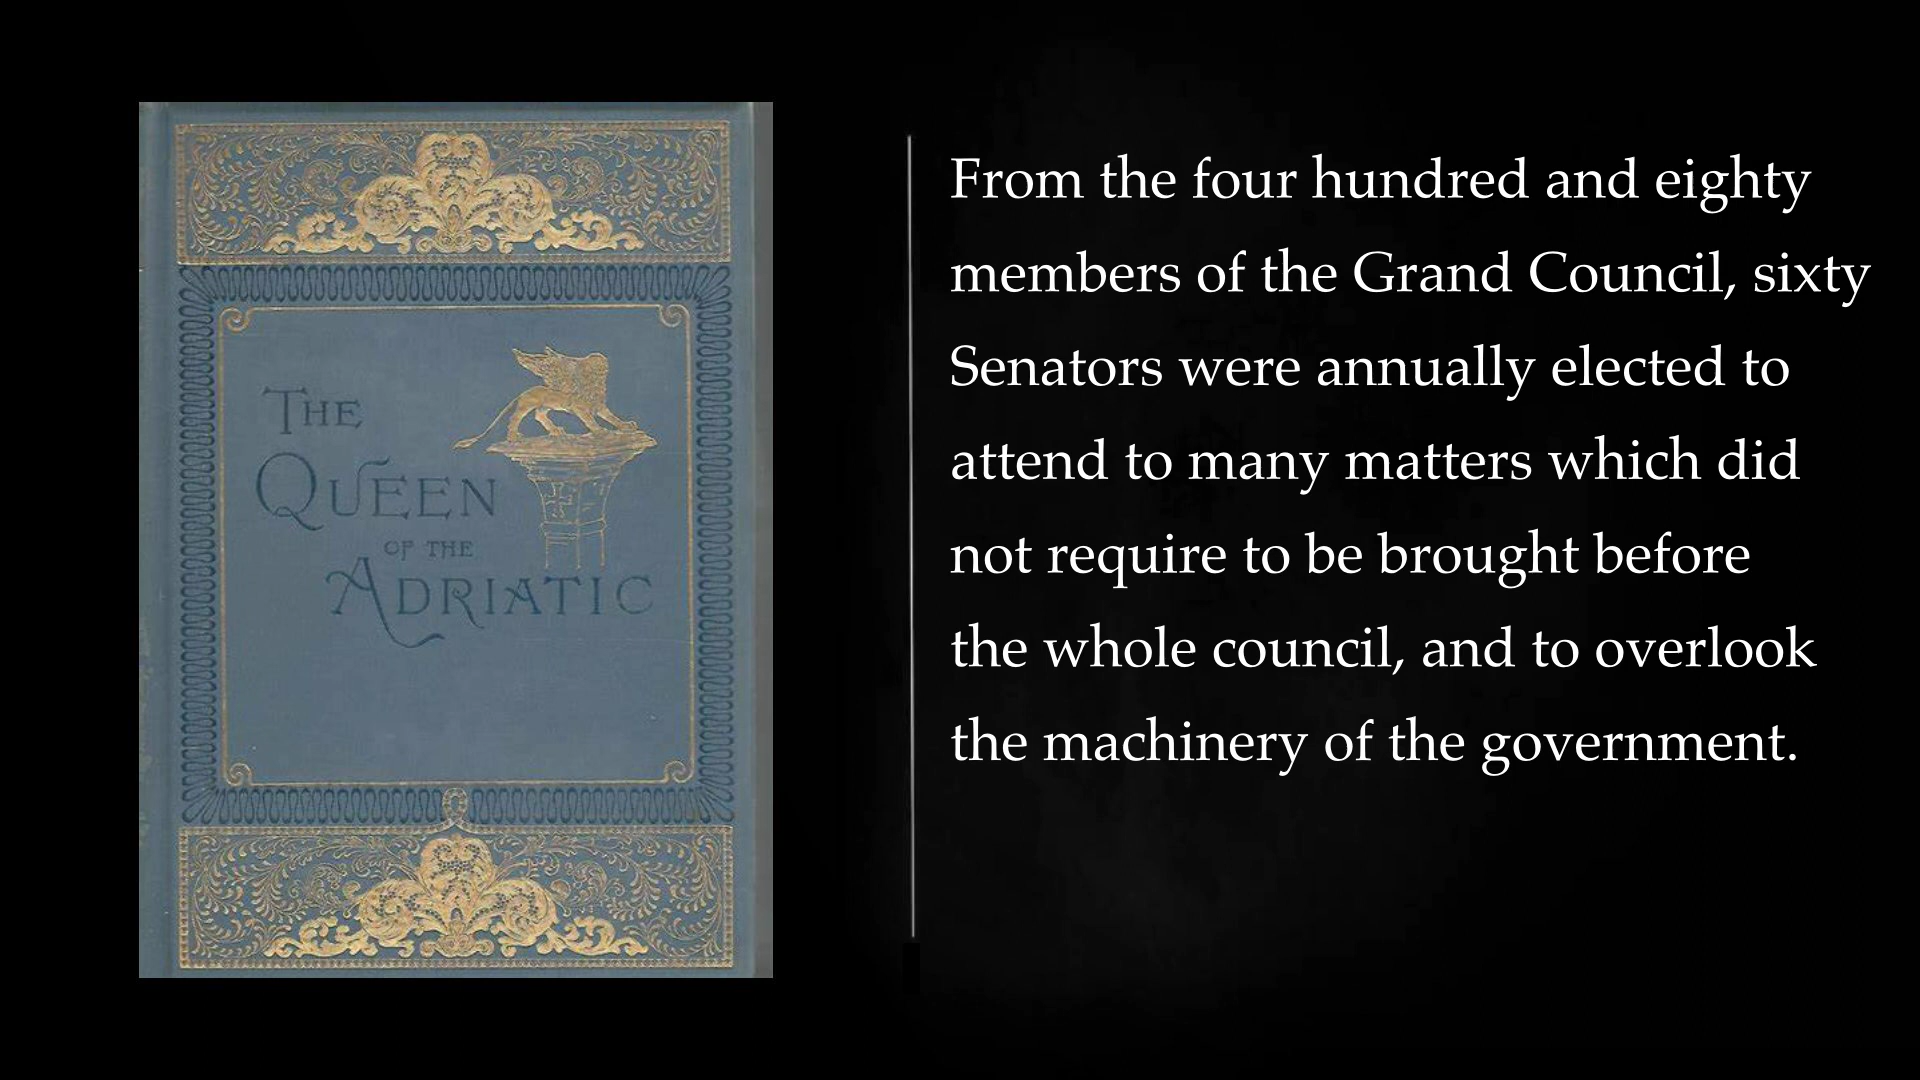 THE
QUEEN
OF THE
ADRIATIC
From the four hundred and eighty
members of the Grand Council, sixty
Senators were annually elected to
attend to many matters which did
not require to be brought before
the whole council, and to overlook
the machinery of the government.